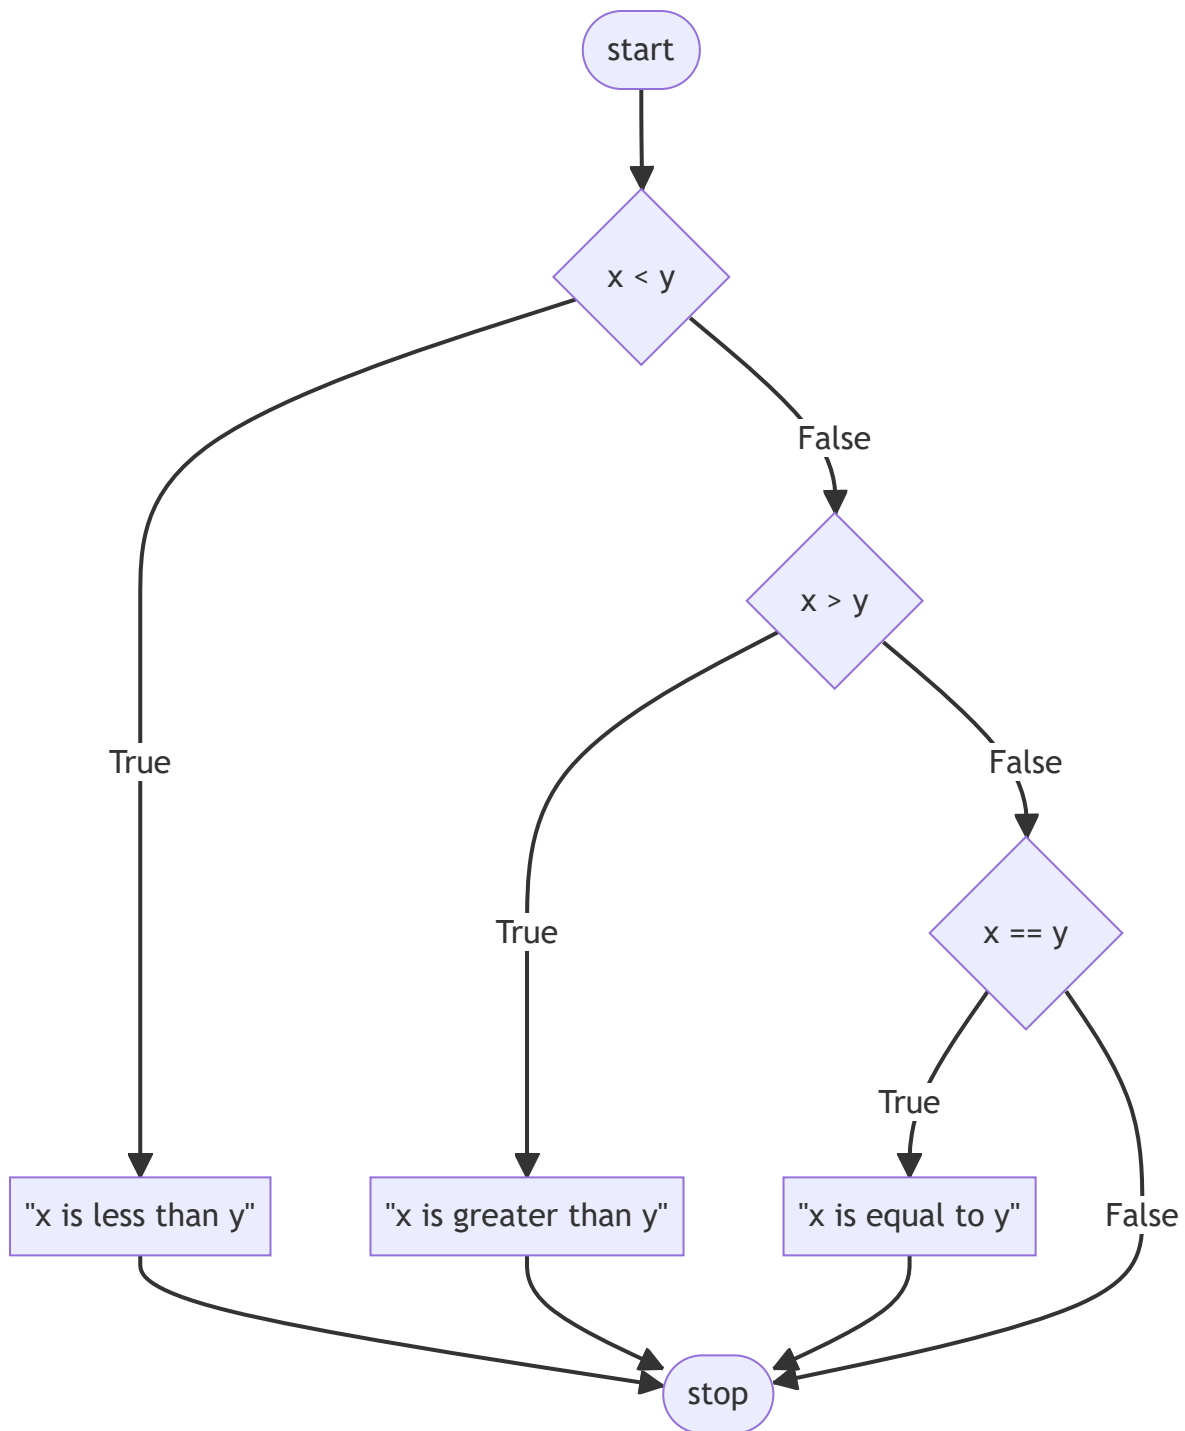 start
x < y
False
x > y
True
False
True
x == y
True
"x is less than y"
"x is greater than y"
"x is equal to y"
False
stop